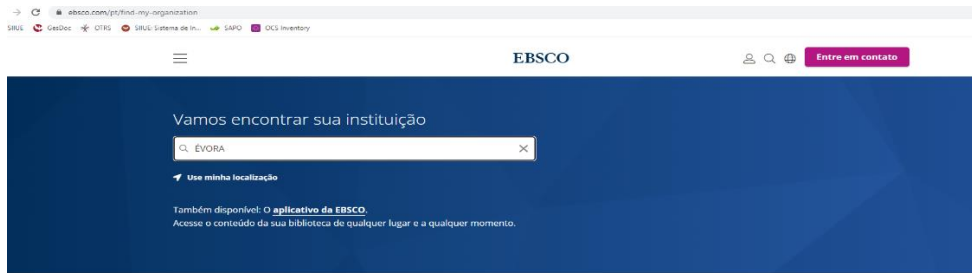 ebsco.com/pt/find-my-organization
SIIUE GesDoc OTRS SIIUE: Sistema de In... SAPO OCS Inventory
EBSCO Entre em contato
Vamos encontrar sua instituição
ÉVORA
Use minha localização
Também disponível: O aplicativo da EBSCO.
Acesse o conteúdo da sua biblioteca de qualquer lugar e a qualquer momento.